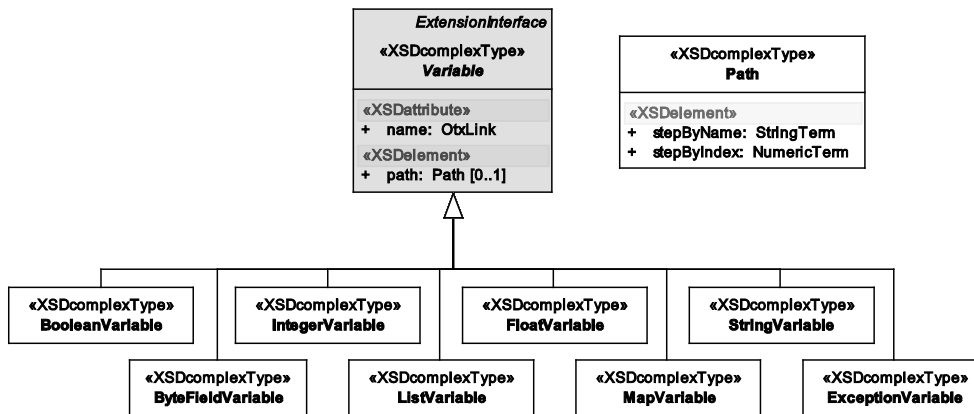 ExtensionInterface
«XSDcomplexType»
Variable
«XSDattribute»
+ name: OtxLink
«XSDelement»
+ path: Path [0..1]
«XSDcomplexType»
Path
«XSDelement»
+ stepByName: StringTerm
+ stepByIndex: NumericTerm
«XSDcomplexType»
BooleanVariable
«XSDcomplexType»
IntegerVariable
«XSDcomplexType»
FloatVariable
«XSDcomplexType»
StringVariable
«XSDcomplexType»
ByteFieldVariable
«XSDcomplexType»
ListVariable
«XSDcomplexType»
MapVariable
«XSDcomplexType»
ExceptionVariable